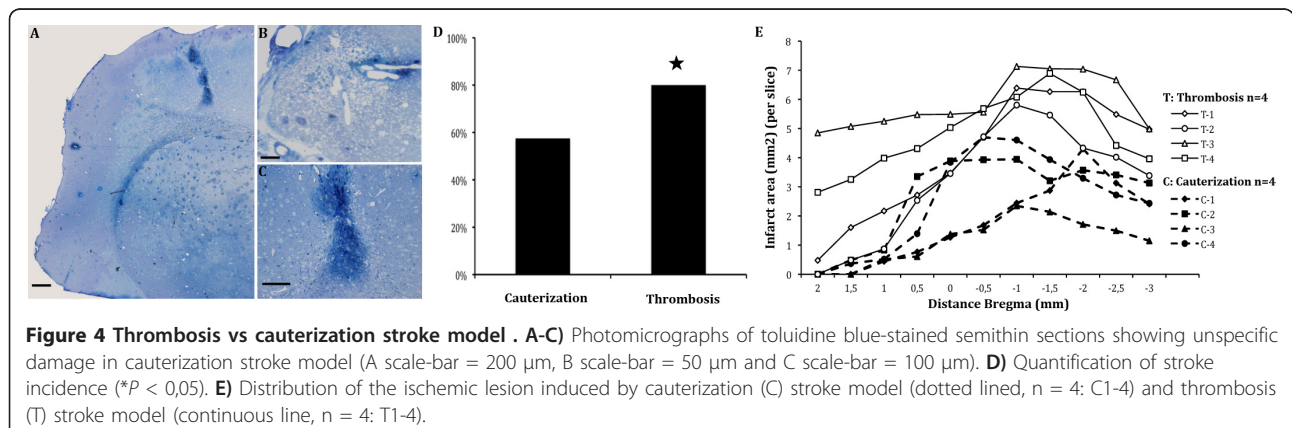 A
B
C
D
100%
80%
60%
40%
20%
0%
Cauterization
Thrombosis
E
Infarct area (mm2) (per slice)
8
7
6
5
4
3
2
1
0
2
1,5
1
0,5
0
-0,5
-1
-1,5
-2
-2,5
-3
Distance Bregma (mm)
T: Thrombosis n=4
T-1
T-2
T-3
T-4
C: Cauterization n=4
C-1
C-2
C-3
C-4
Figure 4 Thrombosis vs cauterization stroke model . A-C) Photomicrographs of toluidine blue-stained semithin sections showing unspecific
damage in cauterization stroke model (A scale-bar = 200 μm, B scale-bar = 50 μm and C scale-bar = 100 μm). D) Quantification of stroke
incidence (*P < 0,05). E) Distribution of the ischemic lesion induced by cauterization (C) stroke model (dotted lined, n = 4: C1-4) and thrombosis
(T) stroke model (continuous line, n = 4: T1-4).